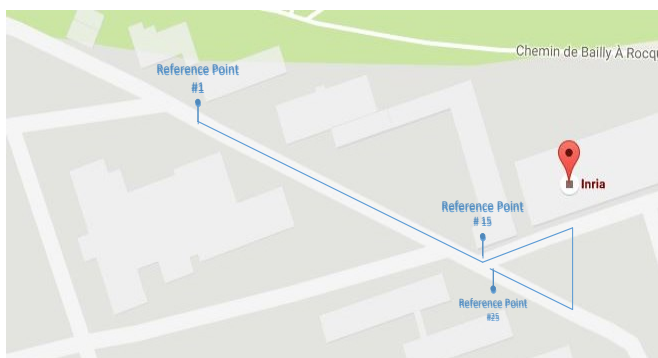 Chemin de Bailly À Rocqu
Reference Point
#1
Inria
Reference Point
# 15
Reference Point
#25